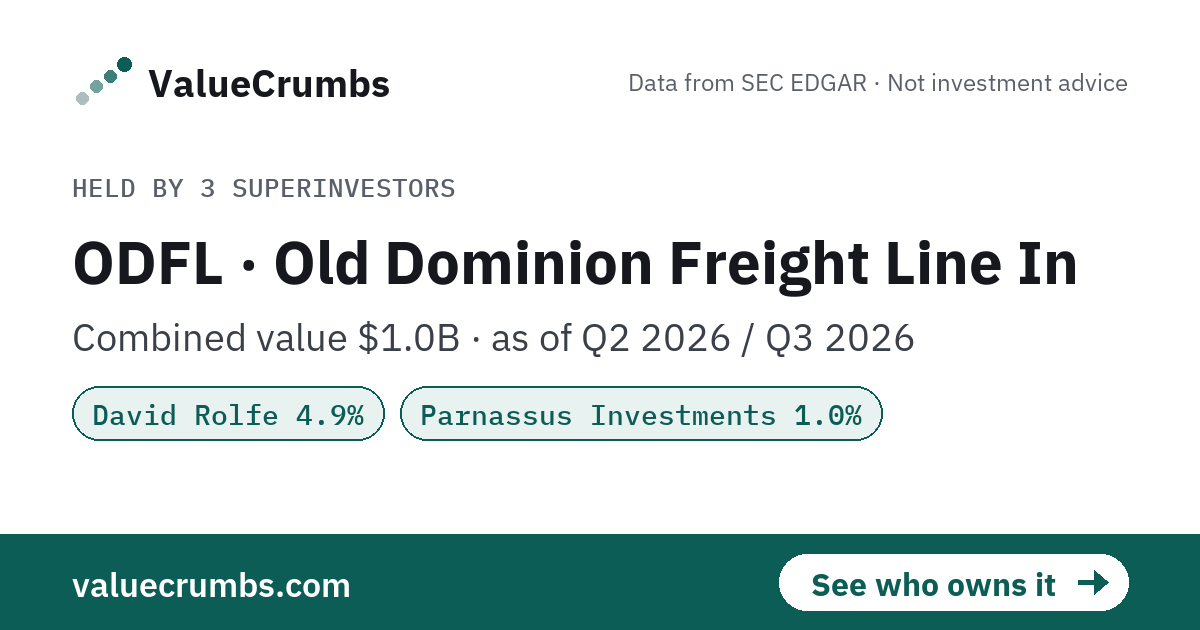 ValueCrumbs
Data from SEC EDGAR · Not investment advice
HELD BY 3 SUPERINVESTORS
ODFL · Old Dominion Freight Line In
Combined value $1.0B · as of Q2 2026 / Q3 2026
David Rolfe 4.9%
Parnassus Investments 1.0%
valuecrumbs.com
See who owns it →